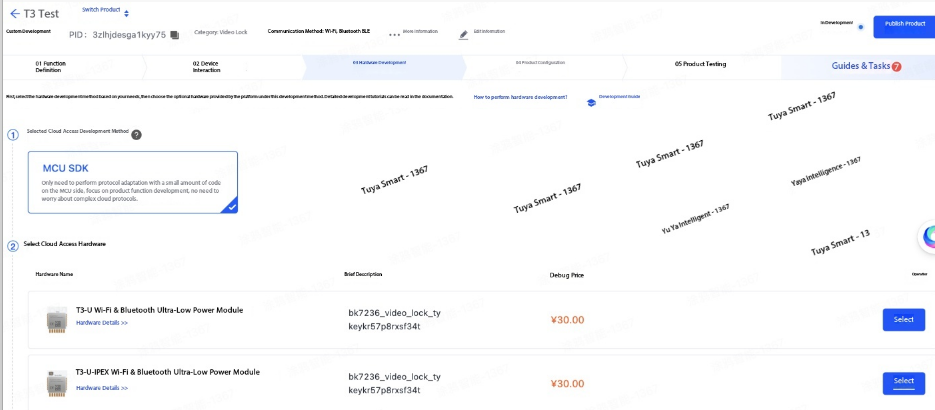 T3 Test
Switch Product
Custom Development
PID: 3zlhjdesga1kyy75
Category: Video Lock
Communication Method: Wi-Fi, Bluetooth BLE
... More Information
Edit Information
In Development
Publish Product
01 Function Definition
02 Device Interaction
03 Hardware Development
04 Product Configuration
05 Product Testing
Guides & Tasks 7
First, select the hardware development method based on your needs, then choose the optional hardware provided by the platform under this development method. Detailed development tutorials can be read in the documentation.
How to perform hardware development?
Development Guide
1 Selected Cloud Access Development Method ?
MCU SDK
Only need to perform protocol adaptation with a small amount of code
on the MCU side, focus on product function development, no need to
worry about complex cloud protocols.
Tuya Smart - 1367
Tuya Smart - 1367
Tuya Smart - 1367
Yaya Intelligence - 1367
Tuya Smart - 1367
Yu Ya Intelligent - 1367
Tuya Smart - 13
2 Select Cloud Access Hardware
Hardware Name
Brief Description
Debug Price
Operator
T3-U Wi-Fi & Bluetooth Ultra-Low Power Module
Hardware Details >>
bk7236_video_lock_ty
keykr57p8rxsf34t
¥30.00
Select
T3-U-IPEX Wi-Fi & Bluetooth Ultra-Low Power Module
Hardware Details >>
bk7236_video_lock_ty
keykr57p8rxsf34t
¥30.00
Select